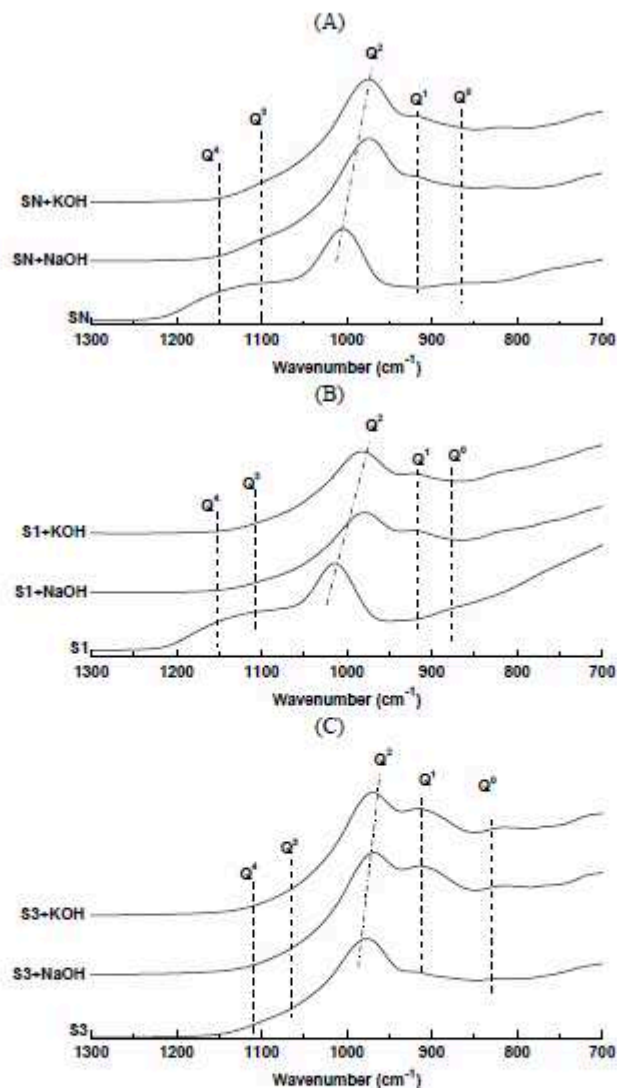 (A)
Q²
Q¹ Q⁰
Q³
Q⁴
SN+KOH
SN+NaOH
SN
1300 1200 1100 1000 900 800 700
Wavenumber (cm⁻¹)
(B)
Q²
Q³ Q¹ Q⁰
Q⁴
S1+KOH
S1+NaOH
S1
1300 1200 1100 1000 900 800 700
Wavenumber (cm⁻¹)
(C)
Q²
Q¹ Q⁰
Q⁴ Q³
S3+KOH
S3+NaOH
S3
1300 1200 1100 1000 900 800 700
Wavenumber (cm⁻¹)